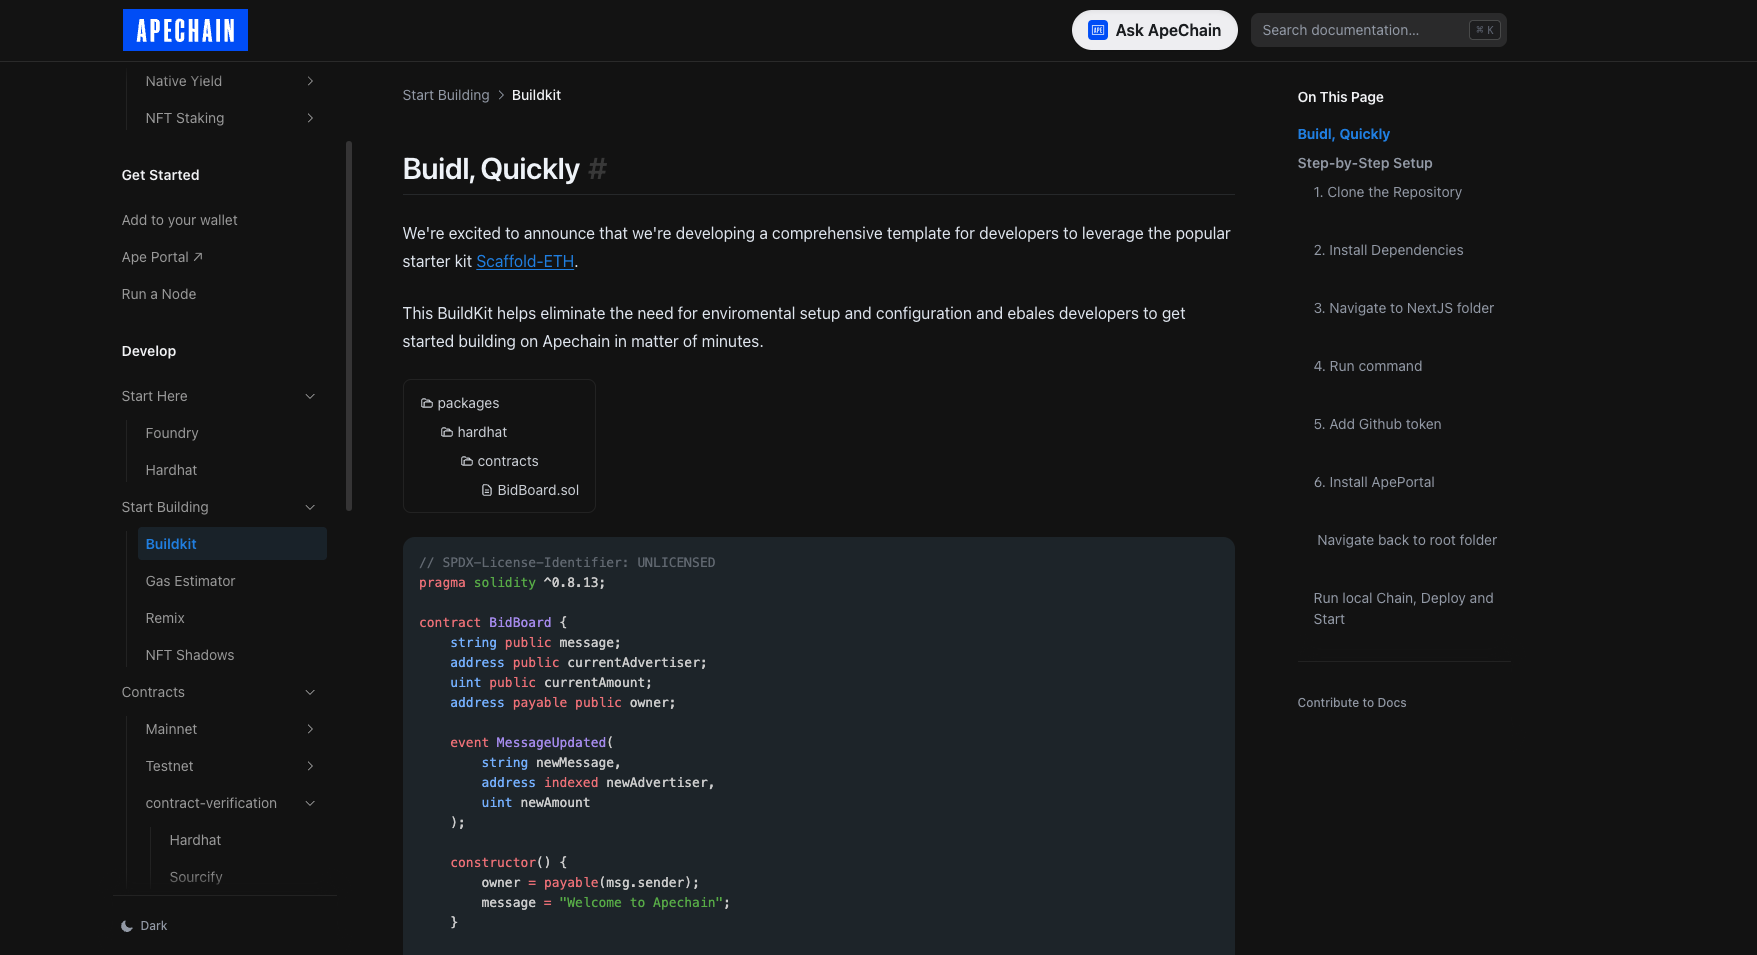 APECHAIN
APE
Ask ApeChain
Search documentation...
⌘ K
Native Yield
NFT Staking
Get Started
Add to your wallet
Ape Portal ↗
Run a Node
Develop
Start Here
Foundry
Hardhat
Start Building
Buildkit
Gas Estimator
Remix
NFT Shadows
Contracts
Mainnet
Testnet
contract-verification
Hardhat
Sourcify
Dark
Start Building > Buildkit
Buidl, Quickly #
We're excited to announce that we're developing a comprehensive template for developers to leverage the popular
starter kit Scaffold-ETH.
This BuildKit helps eliminate the need for enviromental setup and configuration and ebales developers to get
started building on Apechain in matter of minutes.
packages
hardhat
contracts
BidBoard.sol
// SPDX-License-Identifier: UNLICENSED
pragma solidity ^0.8.13;
contract BidBoard {
string public message;
address public currentAdvertiser;
uint public currentAmount;
address payable public owner;
event MessageUpdated(
string newMessage,
address indexed newAdvertiser,
uint newAmount
);
constructor() {
owner = payable(msg.sender);
message = "Welcome to Apechain";
}
On This Page
Buidl, Quickly
Step-by-Step Setup
1. Clone the Repository
2. Install Dependencies
3. Navigate to NextJS folder
4. Run command
5. Add Github token
6. Install ApePortal
Navigate back to root folder
Run local Chain, Deploy and
Start
Contribute to Docs